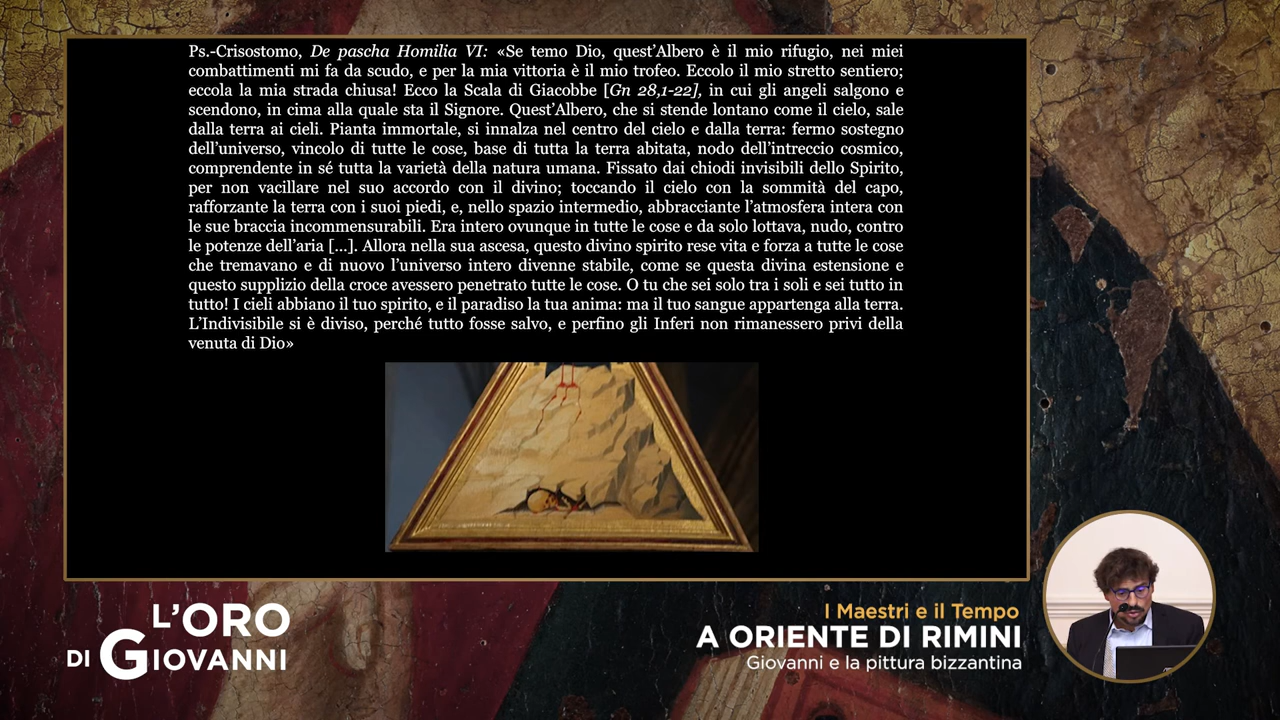 Ps.-Crisostomo, De pascha Homilia VI: «Se temo Dio, quest’Albero è il mio rifugio, nei miei
combattimenti mi fa da scudo, e per la mia vittoria è il mio trofeo. Eccolo il mio stretto sentiero;
eccola la mia strada chiusa! Ecco la Scala di Giacobbe [Gn 28,1-22], in cui gli angeli salgono e
scendono, in cima alla quale sta il Signore. Quest’Albero, che si stende lontano come il cielo, sale
dalla terra ai cieli. Pianta immortale, si innalza nel centro del cielo e dalla terra: fermo sostegno
dell’universo, vincolo di tutte le cose, base di tutta la terra abitata, nodo dell’intreccio cosmico,
comprendente in sé tutta la varietà della natura umana. Fissato dai chiodi invisibili dello Spirito,
per non vacillare nel suo accordo con il divino; toccando il cielo con la sommità del capo,
rafforzante la terra con i suoi piedi, e, nello spazio intermedio, abbracciante l’atmosfera intera con
le sue braccia incommensurabili. Era intero ovunque in tutte le cose e da solo lottava, nudo, contro
le potenze dell’aria [...]. Allora nella sua ascesa, questo divino spirito rese vita e forza a tutte le cose
che tremavano e di nuovo l’universo intero divenne stabile, come se questa divina estensione e
questo supplizio della croce avessero penetrato tutte le cose. O tu che sei solo tra i soli e sei tutto in
tutto! I cieli abbiano il tuo spirito, e il paradiso la tua anima: ma il tuo sangue appartenga alla terra.
L’Indivisibile si è diviso, perché tutto fosse salvo, e perfino gli Inferi non rimanessero privi della
venuta di Dio»
L’ORO
DI GIOVANNI
I Maestri e il Tempo
A ORIENTE DI RIMINI
Giovanni e la pittura bizzantina